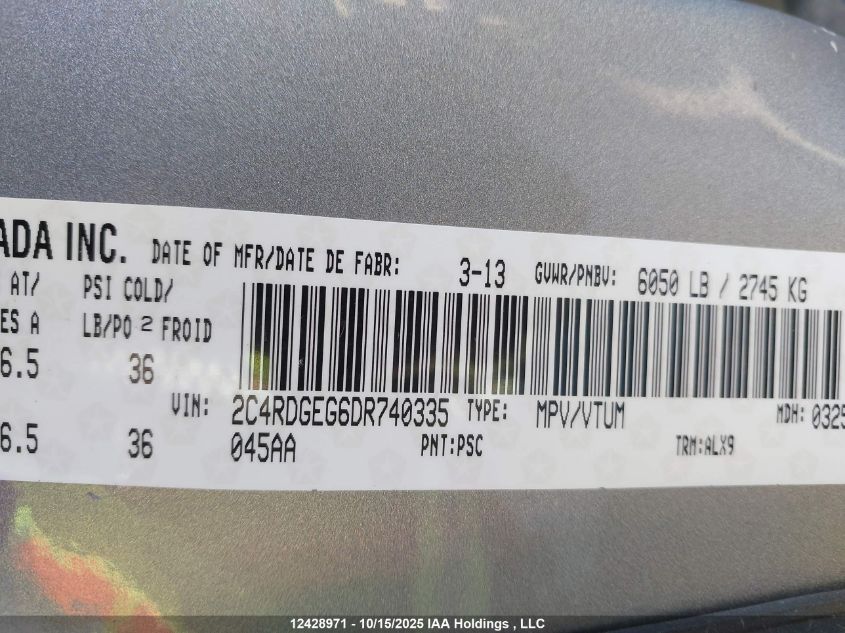 ADA INC. DATE OF MFR/DATE DE FABR: 3-13 GVWR/PNBV: 6050 LB / 2745 KG
AT/ PSI COLD/
ES A LB/PO 2 FROID
6.5 36
VIN: 2C4RDGEG6DR740335 TYPE: MPV/VTUM MDH: 0325
6.5 36 045AA PNT:PSC TRM:ALX9
12428971 - 10/15/2025 IAA Holdings , LLC